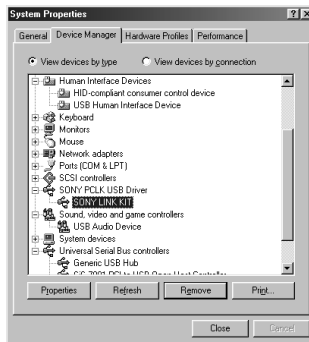 System Properties
General Device Manager Hardware Profiles Performance
View devices by type View devices by connection
Human Interface Devices
HID-compliant consumer control device
USB Human Interface Device
Keyboard
Monitors
Mouse
Network adapters
Ports (COM & LPT)
SCSI controllers
SONY PCLK USB Driver
SONY LINK KIT
Sound, video and game controllers
USB Audio Device
System devices
Universal Serial Bus controllers
Generic USB Hub
Properties Refresh Remove Print...
Close Cancel